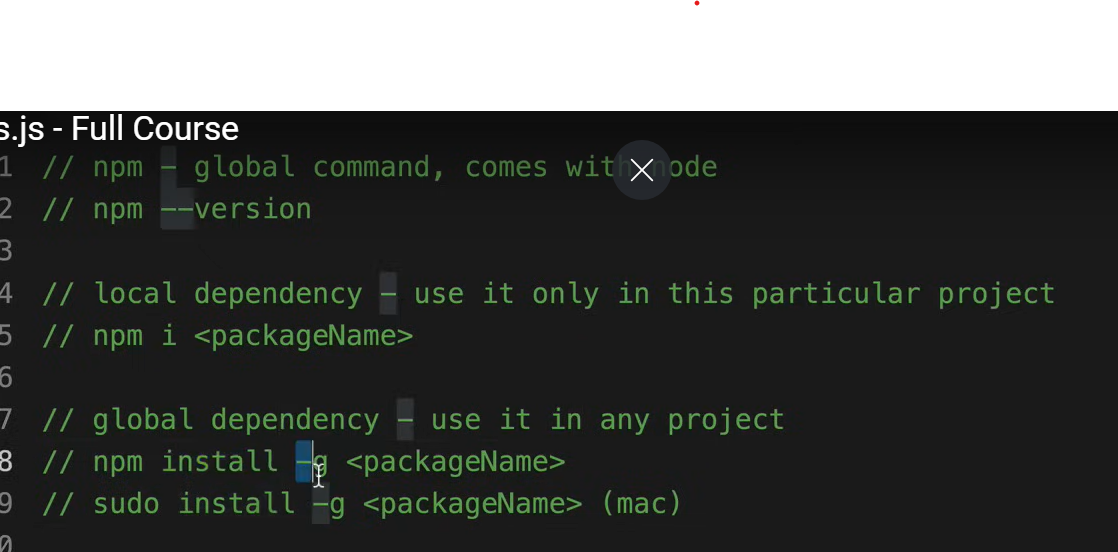 s.js - Full Course
1 // npm - global command, comes with node
2 // npm --version
3
4 // local dependency - use it only in this particular project
5 // npm i <packageName>
6
7 // global dependency - use it in any project
8 // npm install -g <packageName>
9 // sudo install -g <packageName> (mac)
0